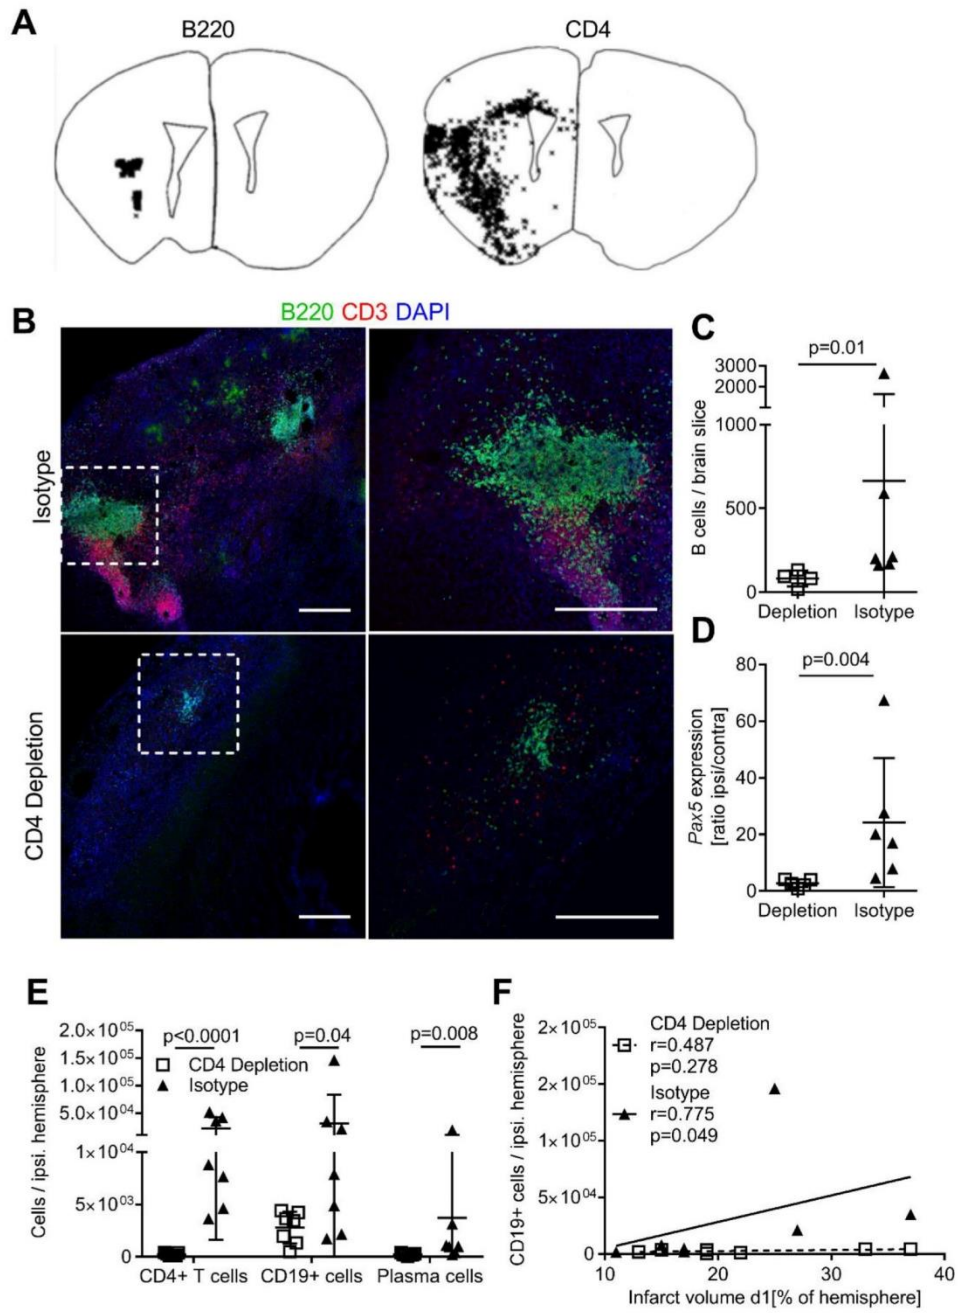 A
B220
CD4
B
B220 CD3 DAPI
Isotype
CD4 Depletion
C
p=0.01
3000
2000
1000
500
0
B cells / brain slice
Depletion
Isotype
D
p=0.004
80
60
40
20
0
Pax5 expression
[ratio ipsi/contra]
Depletion
Isotype
E
2.0×10⁰⁵
1.5×10⁰⁵
1.0×10⁰⁵
5.0×10⁰⁴
1×10⁰⁴
5×10⁰³
0
Cells / ipsi. hemisphere
p<0.0001
p=0.04
p=0.008
CD4 Depletion
Isotype
CD4+ T cells
CD19+ cells
Plasma cells
F
2×10⁰⁵
2×10⁰⁵
1×10⁰⁵
5×10⁰⁴
0
CD19+ cells / ipsi. hemisphere
CD4 Depletion
r=0.487
p=0.278
Isotype
r=0.775
p=0.049
10
20
30
40
Infarct volume d1[% of hemisphere]